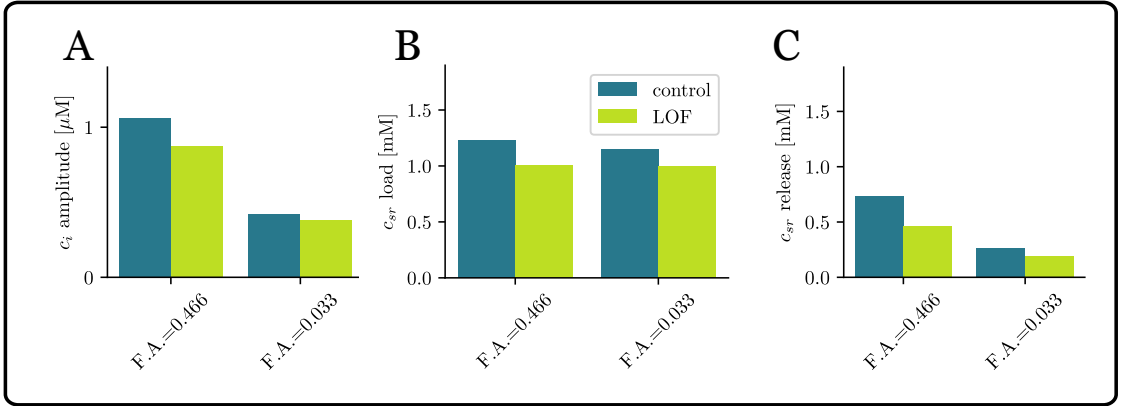 A
c_i amplitude [μM]
1
0
F.A.=0.466
F.A.=0.033
B
c_sr load [mM]
1.5
1.0
0.5
0.0
control
LOF
F.A.=0.466
F.A.=0.033
C
c_sr release [mM]
1.5
1.0
0.5
0.0
F.A.=0.466
F.A.=0.033